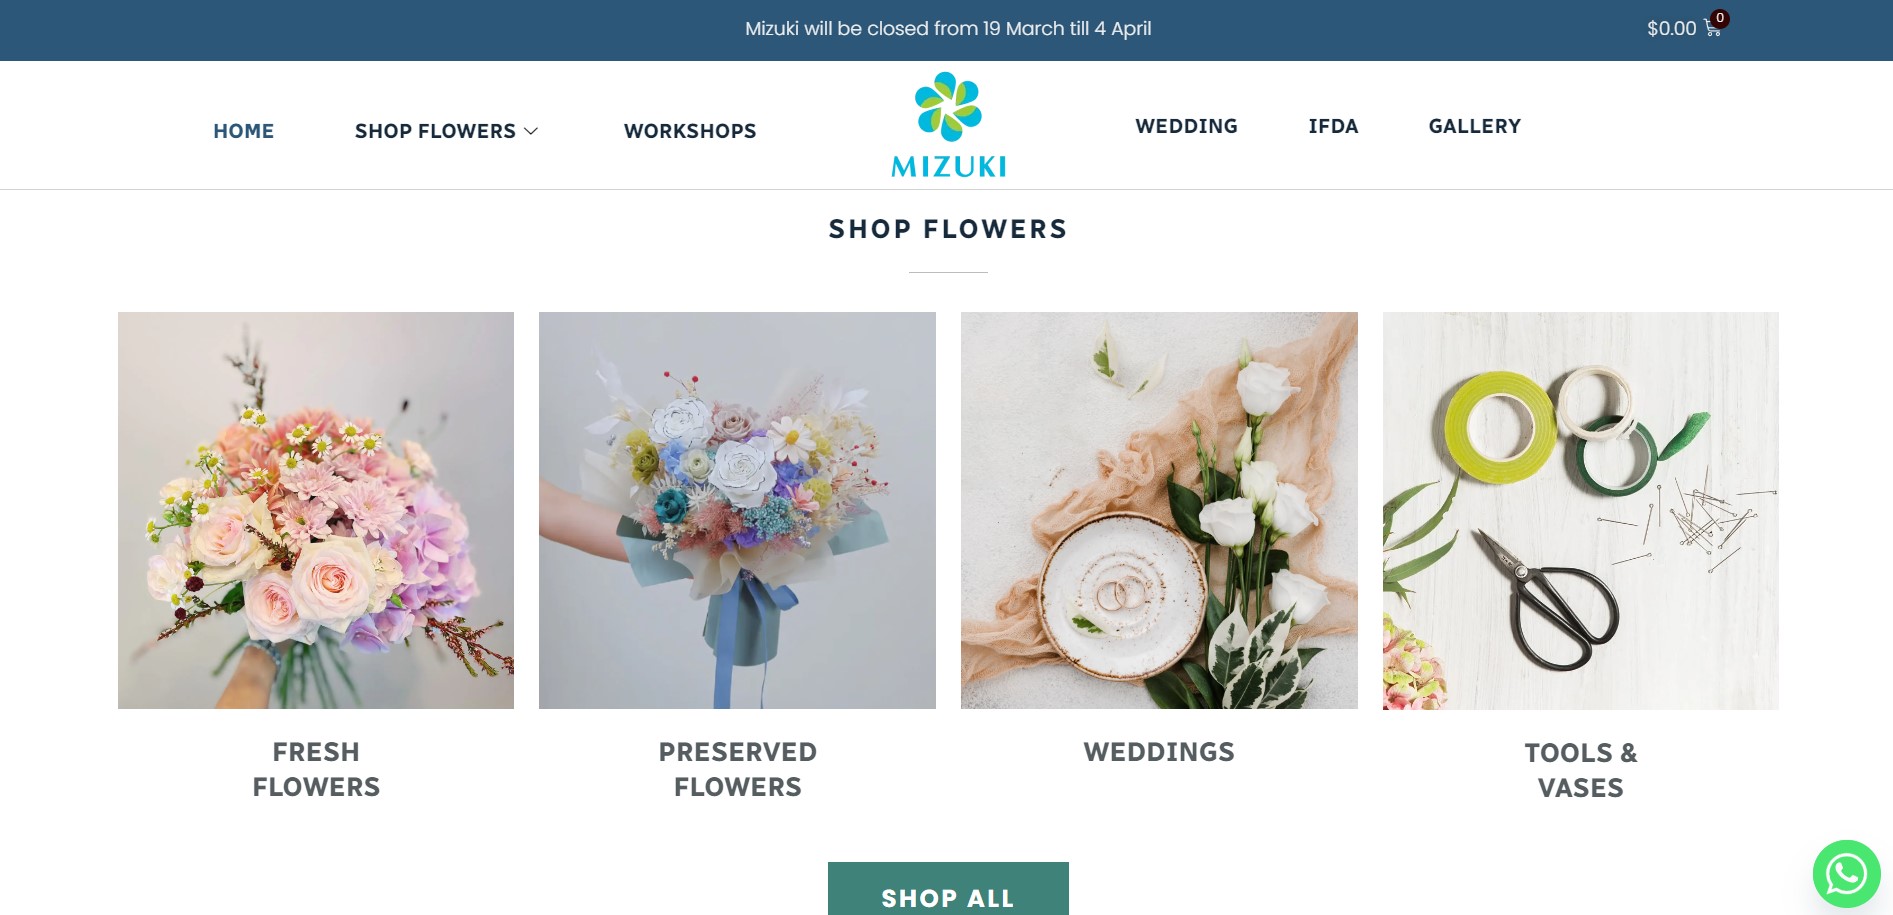 Mizuki will be closed from 19 March till 4 April
$0.00
0
HOME
SHOP FLOWERS
WORKSHOPS
MIZUKI
WEDDING
IFDA
GALLERY
SHOP FLOWERS
FRESH
FLOWERS
PRESERVED
FLOWERS
WEDDINGS
TOOLS &
VASES
SHOP ALL